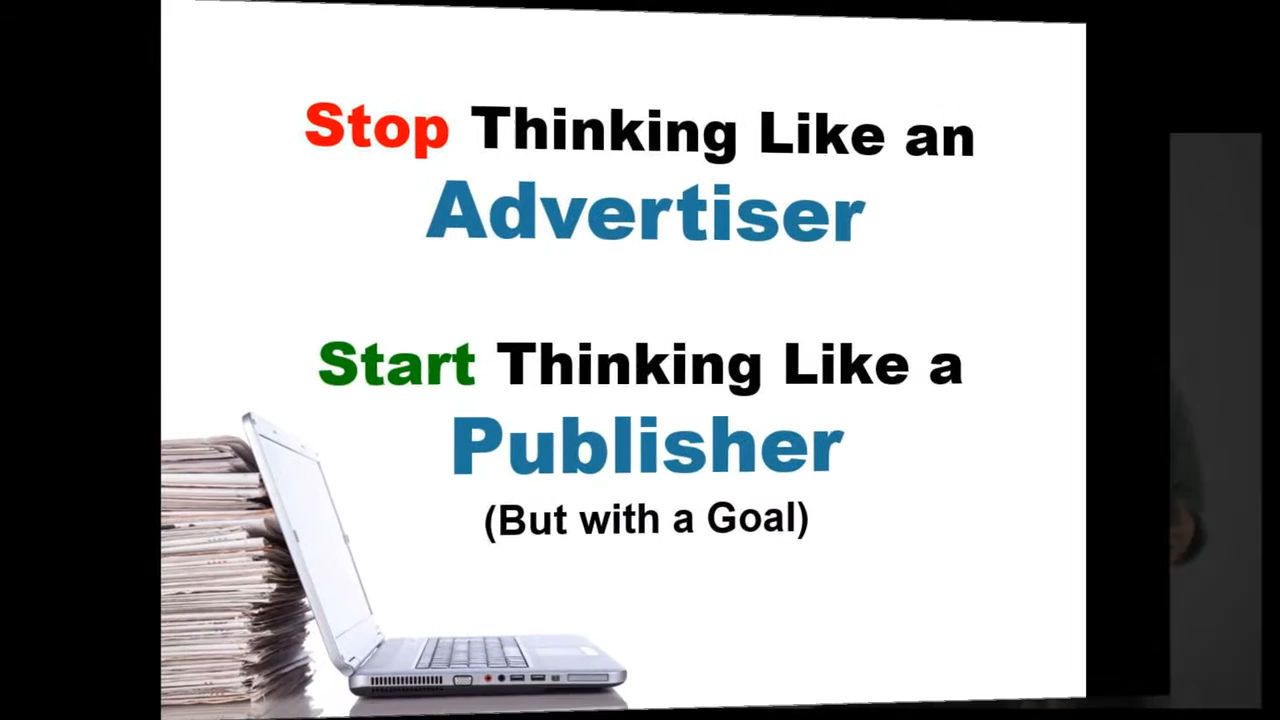 Stop Thinking Like an
Advertiser
Start Thinking Like a
Publisher
(But with a Goal)